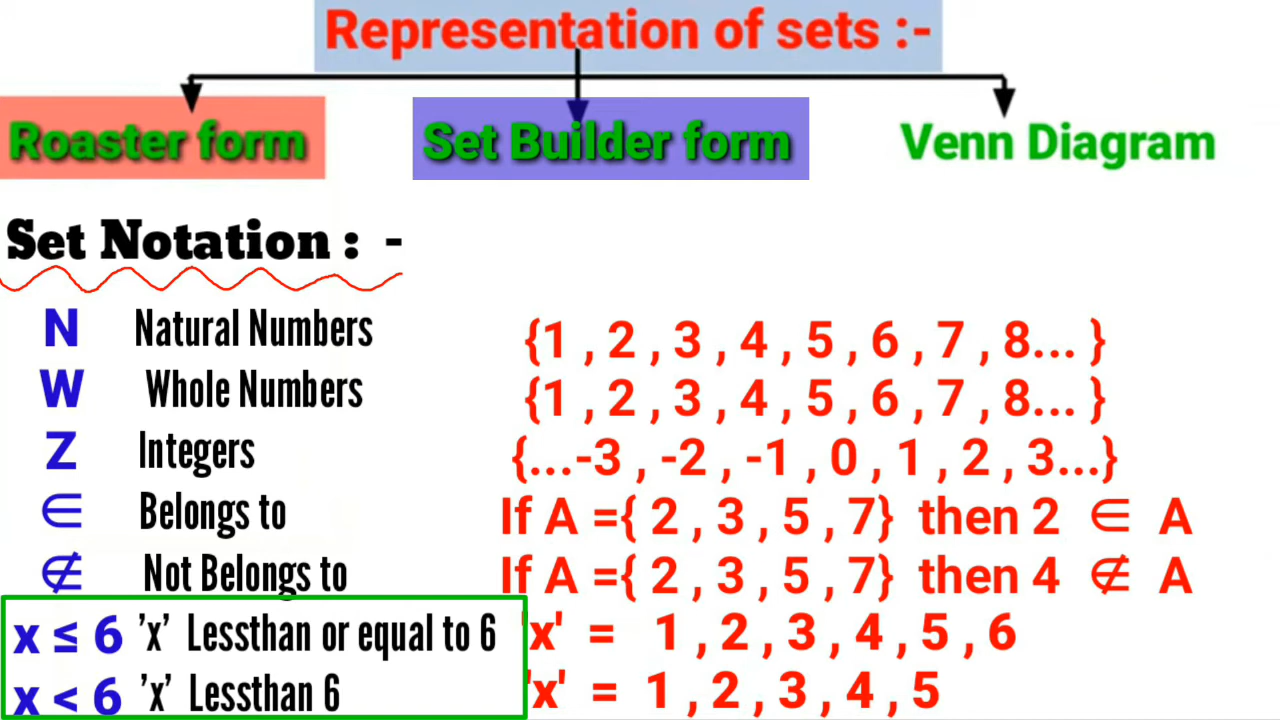 Representation of sets :-
Roaster form
Set Builder form
Venn Diagram
Set Notation : -
N Natural Numbers {1 , 2 , 3 , 4 , 5 , 6 , 7 , 8... }
W Whole Numbers {1 , 2 , 3 , 4 , 5 , 6 , 7 , 8... }
Z Integers {...-3 , -2 , -1 , 0 , 1 , 2 , 3...}
∈ Belongs to If A ={ 2 , 3 , 5 , 7} then 2 ∈ A
∉ Not Belongs to If A ={ 2 , 3 , 5 , 7} then 4 ∉ A
x ≤ 6 'x' Lessthan or equal to 6 'x' = 1 , 2 , 3 , 4 , 5 , 6
x < 6 'x' Lessthan 6 'x' = 1 , 2 , 3 , 4 , 5